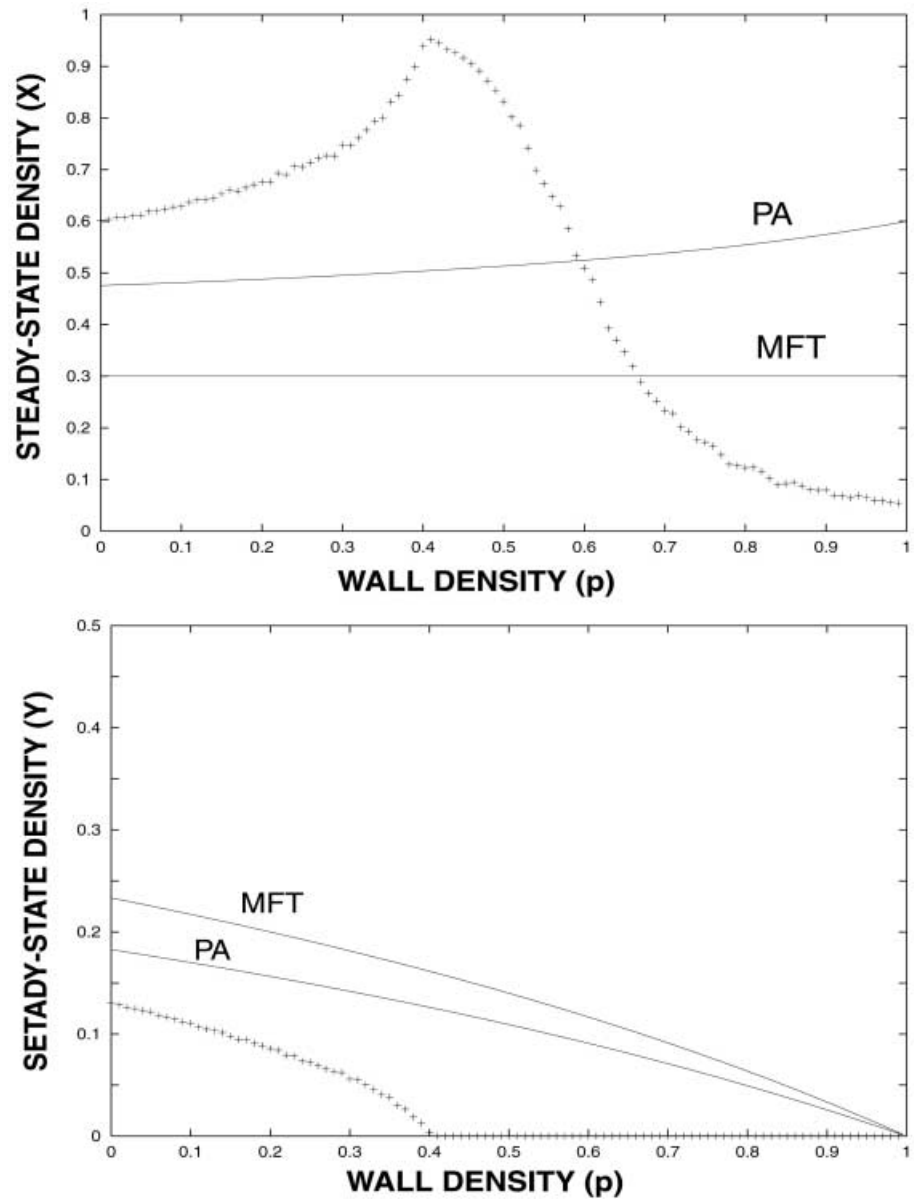 1
0.9
0.8
0.7
0.6
0.5
0.4
0.3
0.2
0.1
0
STEADY-STATE DENSITY (X)
PA
MFT
0 0.1 0.2 0.3 0.4 0.5 0.6 0.7 0.8 0.9 1
WALL DENSITY (p)
0.5
0.4
0.3
0.2
0.1
0
SETADY-STATE DENSITY (Y)
MFT
PA
0 0.1 0.2 0.3 0.4 0.5 0.6 0.7 0.8 0.9 1
WALL DENSITY (p)